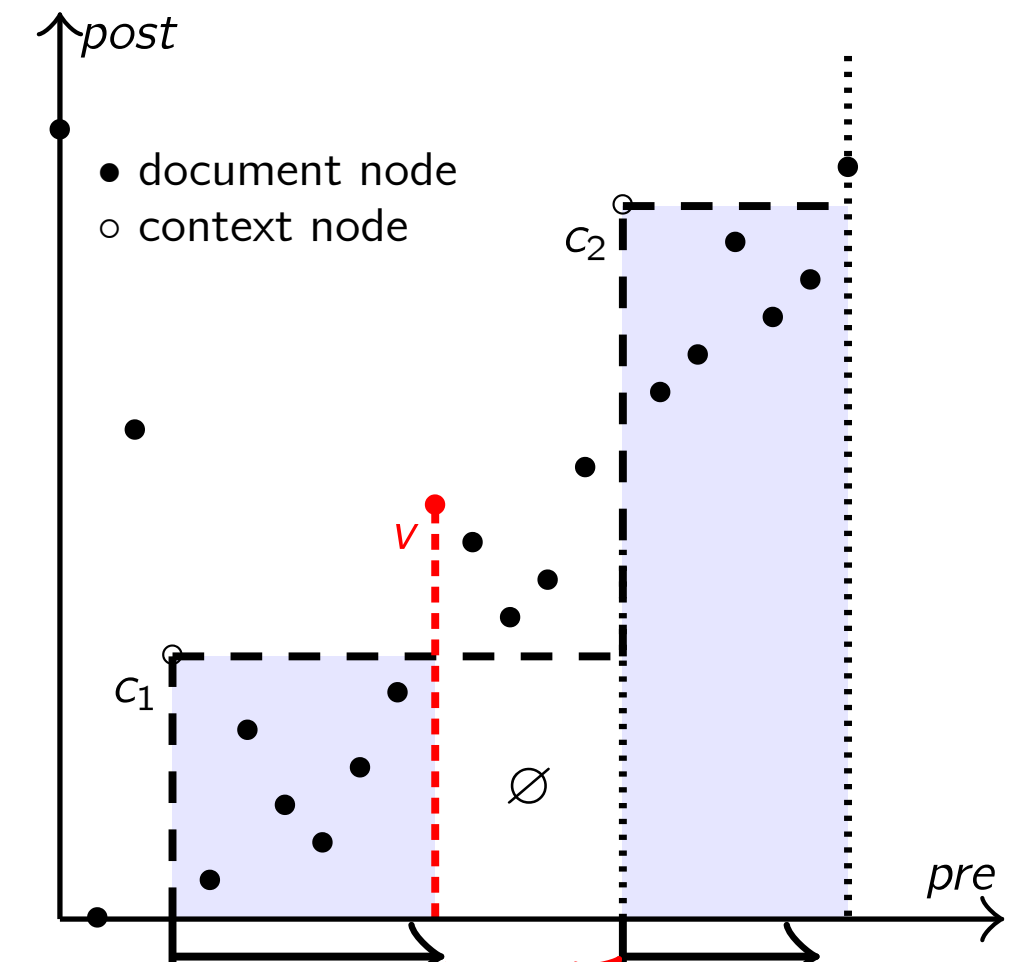 post
● document node
○ context node
c₂
v
c₁
∅
pre